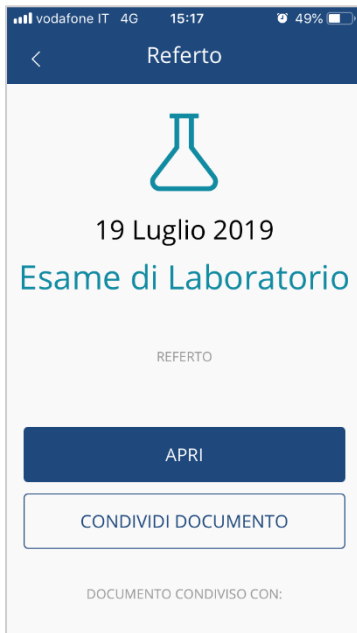 vodafone IT 4G 15:17 49%
Referto
19 Luglio 2019
Esame di Laboratorio
REFERTO
APRI
CONDIVIDI DOCUMENTO
DOCUMENTO CONDIVISO CON: